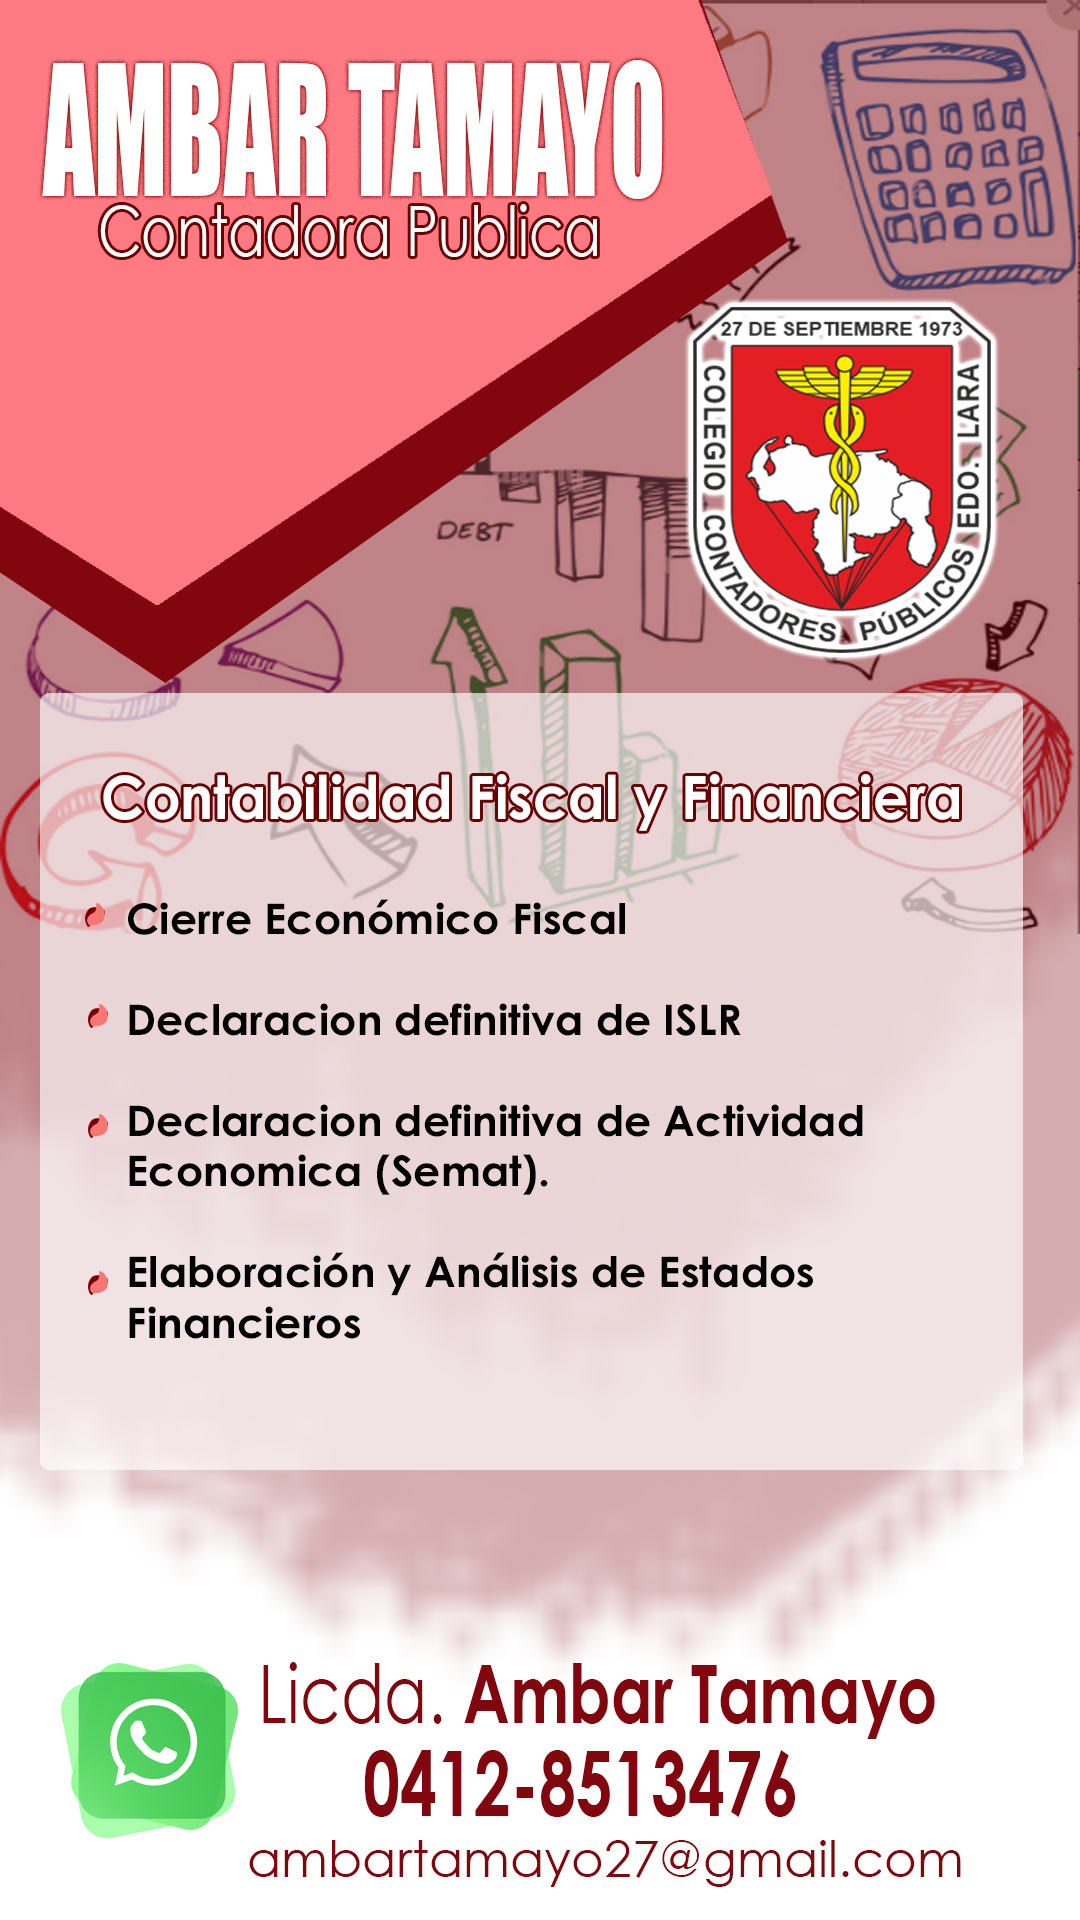 AMBAR TAMAYO
Contadora Publica
27 DE SEPTIEMBRE 1973
COLEGIO CONTADORES PÚBLICOS EDO. LARA
DEBT
Contabilidad Fiscal y Financiera
Cierre Económico Fiscal
Declaracion definitiva de ISLR
Declaracion definitiva de Actividad
Economica (Semat).
Elaboración y Análisis de Estados
Financieros
Licda. Ambar Tamayo
0412-8513476
ambartamayo27@gmail.com